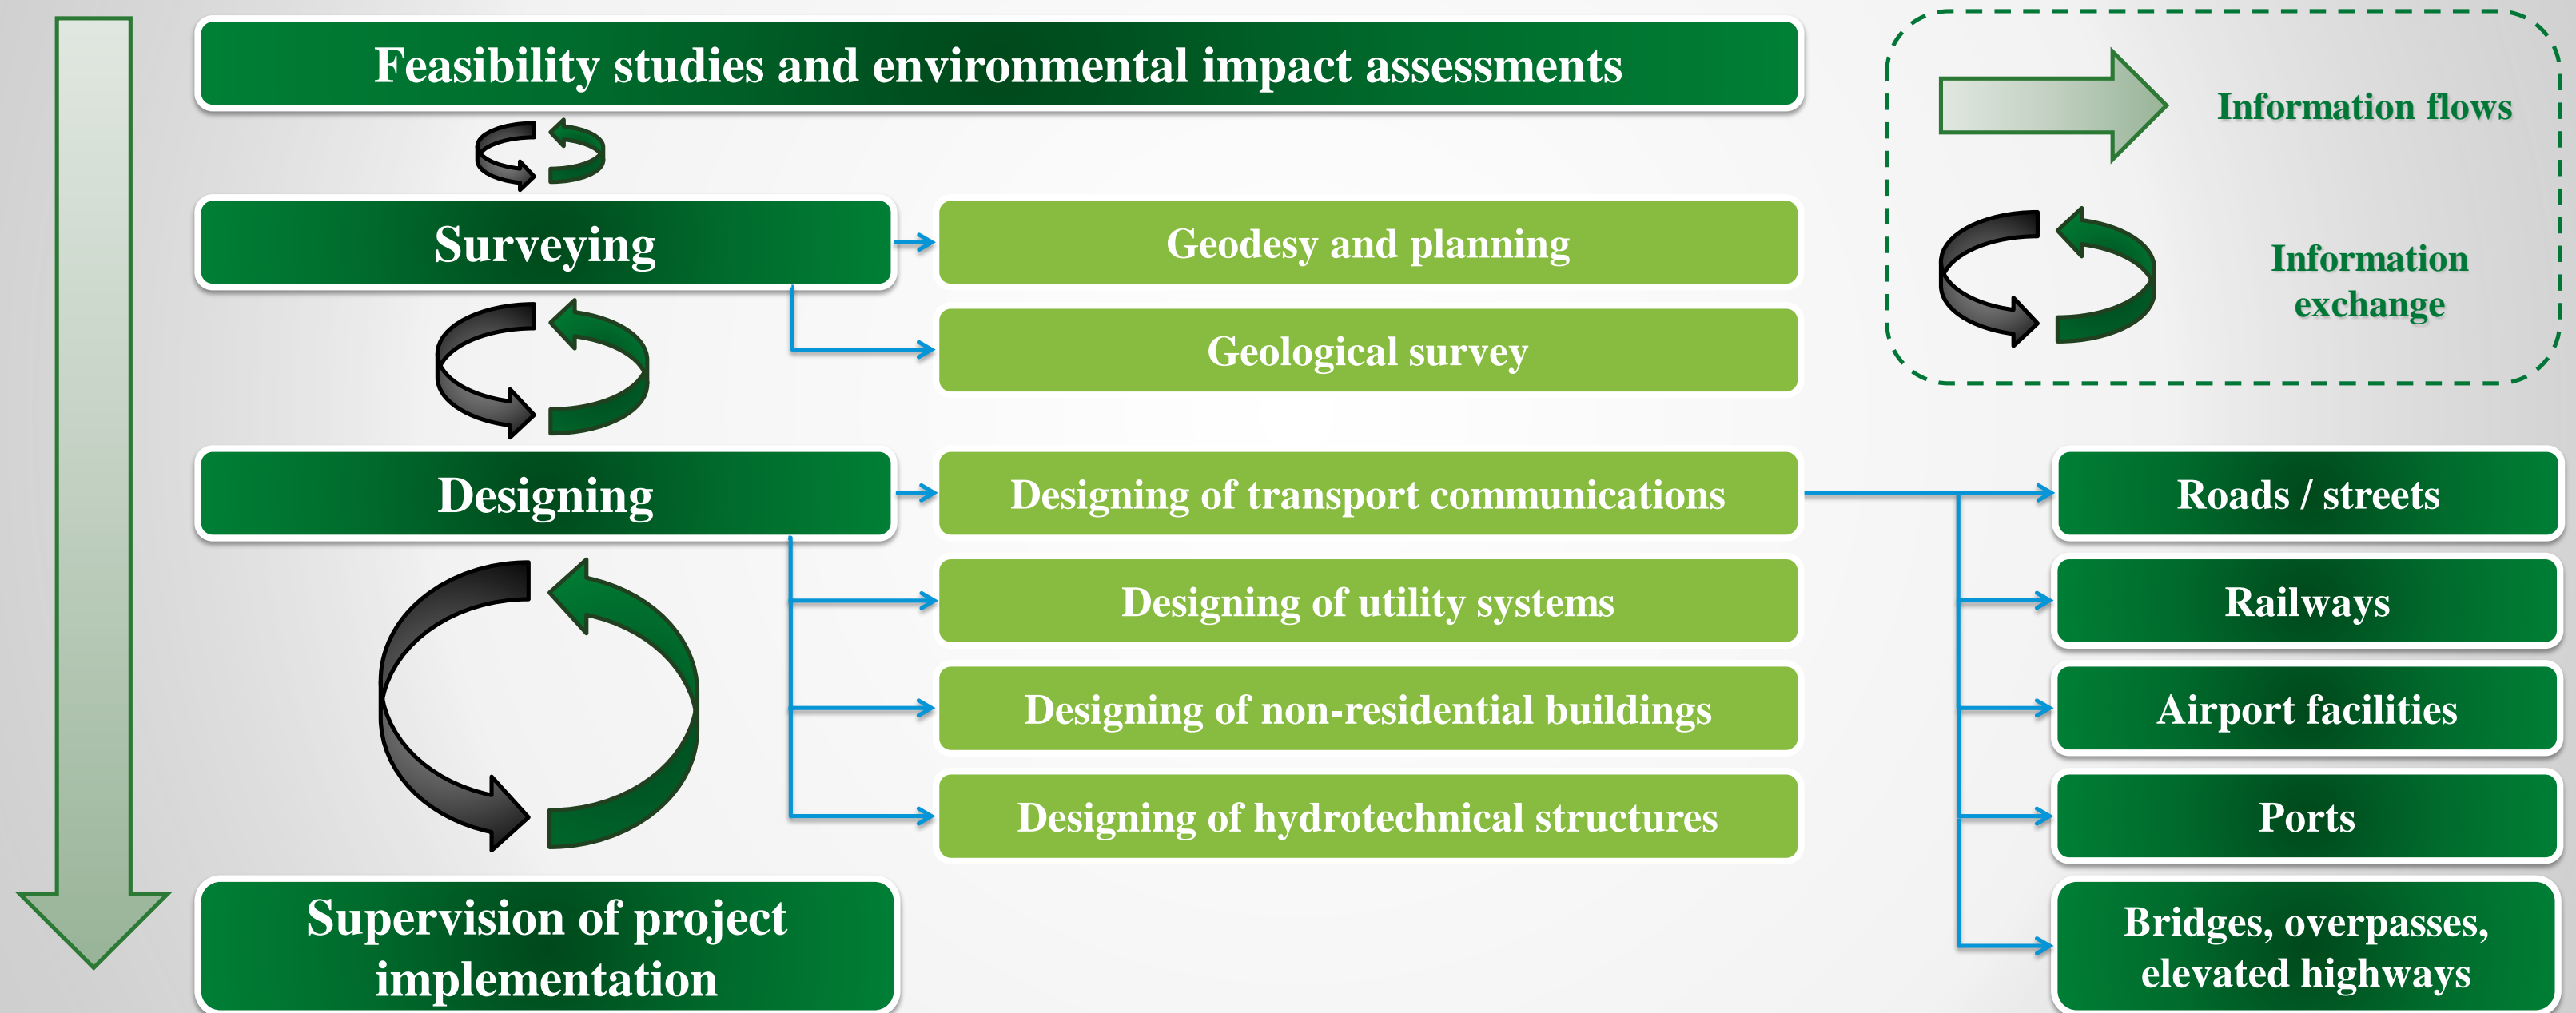 Feasibility studies and environmental impact assessments
Information flows
Surveying
Geodesy and planning
Information
exchange
Geological survey
Designing
Designing of transport communications
Roads / streets
Designing of utility systems
Railways
Designing of non-residential buildings
Airport facilities
Designing of hydrotechnical structures
Ports
Supervision of project
implementation
Bridges, overpasses,
elevated highways